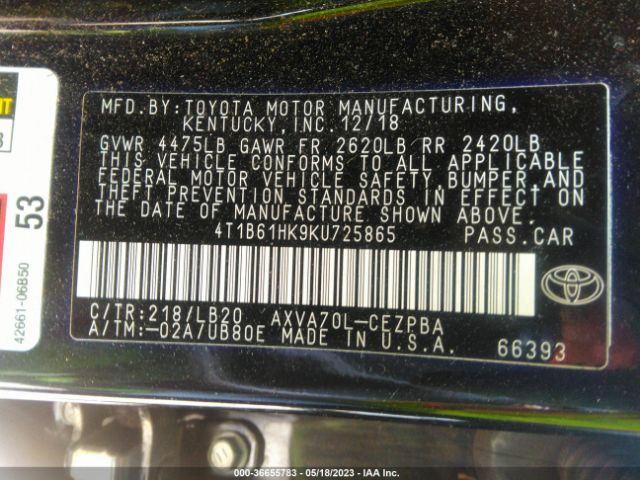 MFD.BY:TOYOTA MOTOR MANUFACTURING,
KENTUCKY,INC.12/18
GVWR 4475LB GAWR FR 2620LB RR 2420LB
THIS VEHICLE CONFORMS TO ALL APPLICABLE
FEDERAL MOTOR VEHICLE SAFETY,BUMPER,AND
THEFT PREVENTION STANDARDS IN EFFECT ON
THE DATE OF MANUFACTURE SHOWN ABOVE.
4T1B61HK9KU725865 PASS.CAR
C/TR:218/LB20 AXVA70L-CEZPBA
A/TM:-02A/UB80E MADE IN U.S.A. 66393
53
42661-06B50
000-36655783 - 05/18/2023 - IAA Inc.